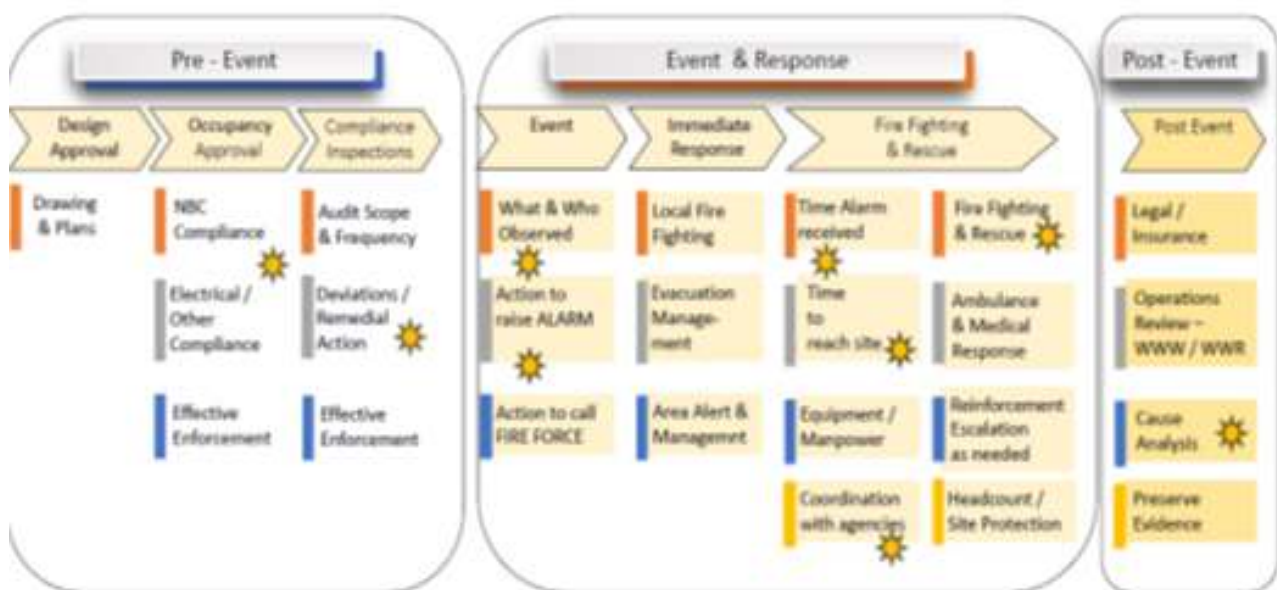 Pre - Event
Event & Response
Post - Event
Design
Approval
Occupancy
Approval
Compliance
Inspections
Event
Immediate
Response
Fire Fighting
& Rescue
Post Event
Drawing
& Plans
NBC
Compliance
Audit Scope
& Frequency
What & Who
Observed
Local Fire
Fighting
Time Alarm
received
Fire Fighting
& Rescue
Legal /
Insurance
Electrical /
Other
Compliance
Deviations /
Remedial
Action
Action to
raise ALARM
Evacuation
Manage-
ment
Time
to
reach site
Ambulance
& Medical
Response
Operations
Review –
WWW / WWR
Effective
Enforcement
Effective
Enforcement
Action to call
FIRE FORCE
Area Alert &
Managemnt
Equipment /
Manpower
Reinforcement
Escalation
as needed
Cause
Analysis
Coordination
with agencies
Headcount /
Site Protection
Preserve
Evidence